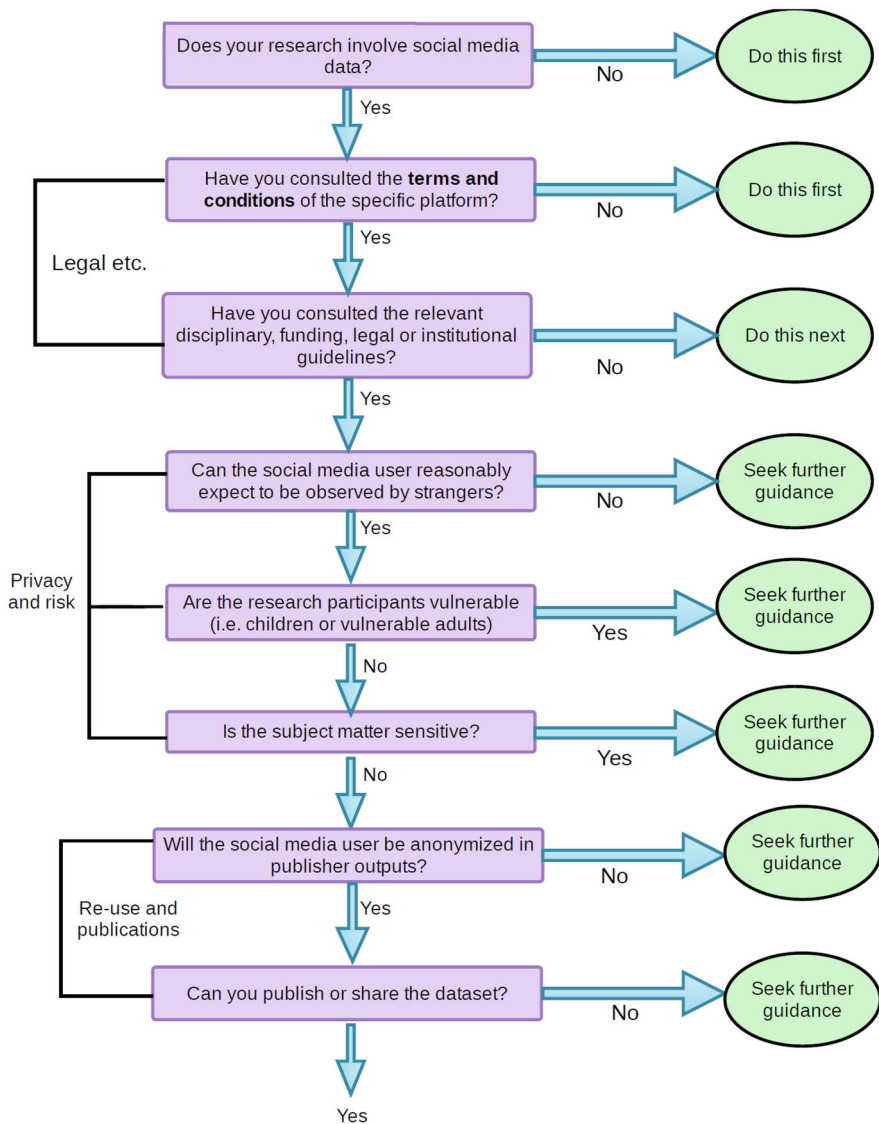 Does your research involve social media
data?
No
Do this first
Yes
Have you consulted the terms and
conditions of the specific platform?
No
Do this first
Legal etc.
Yes
Have you consulted the relevant
disciplinary, funding, legal or institutional
guidelines?
No
Do this next
Yes
Can the social media user reasonably
expect to be observed by strangers?
No
Seek further
guidance
Yes
Privacy
and risk
Are the research participants vulnerable
(i.e. children or vulnerable adults)
Yes
Seek further
guidance
No
Is the subject matter sensitive?
Yes
Seek further
guidance
No
Will the social media user be anonymized in
publisher outputs?
No
Seek further
guidance
Re-use and
publications
Yes
Can you publish or share the dataset?
No
Seek further
guidance
Yes